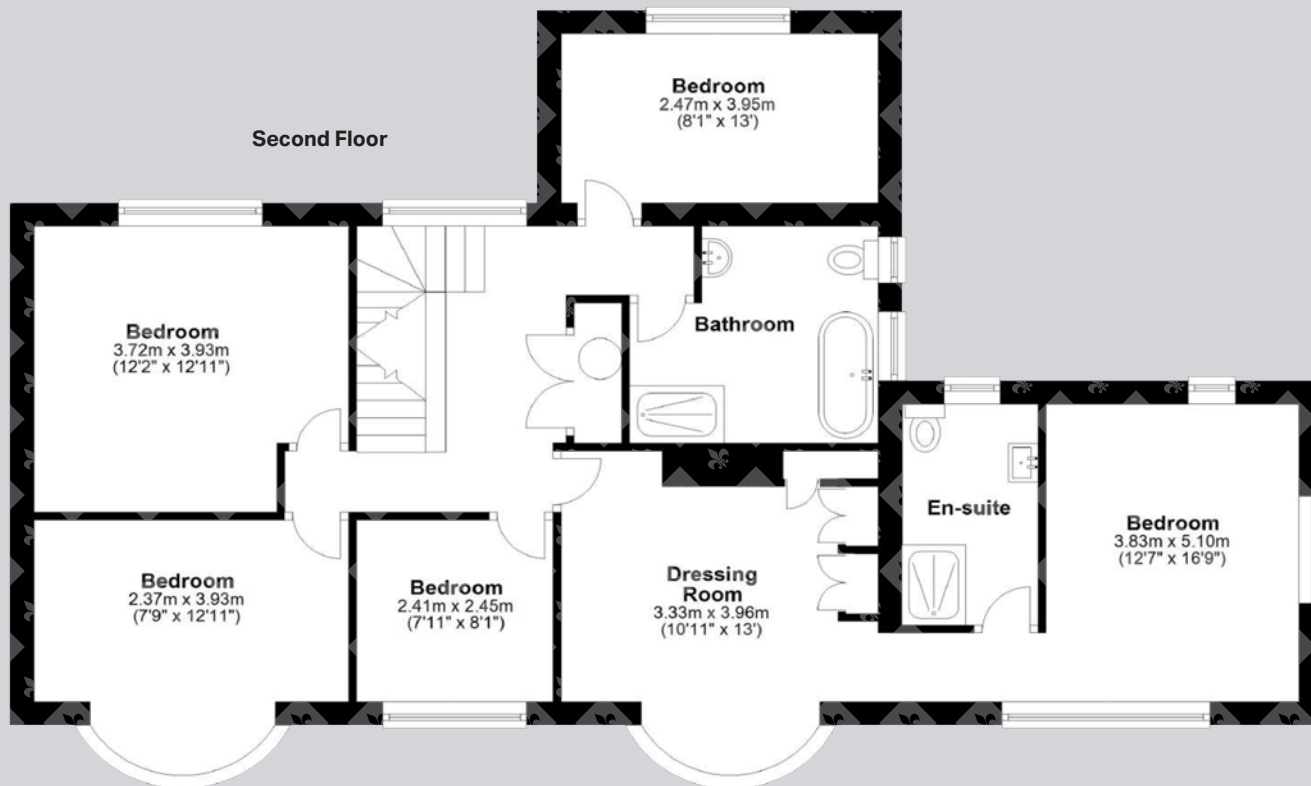 Second Floor
Bedroom
2.47m x 3.95m
(8'1" x 13')
Bedroom
3.72m x 3.93m
(12'2" x 12'11")
Bathroom
Bedroom
2.37m x 3.93m
(7'9" x 12'11")
Bedroom
2.41m x 2.45m
(7'11" x 8'1")
Dressing
Room
3.33m x 3.96m
(10'11" x 13')
En-suite
Bedroom
3.83m x 5.10m
(12'7" x 16'9")